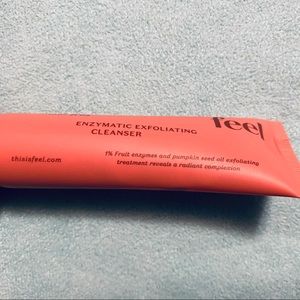 feel
ENZYMATIC EXFOLIATING
CLEANSER
thisisfeel.com
1% Fruit enzymes and pumpkin seed oil exfoliating
treatment reveals a radiant complexion